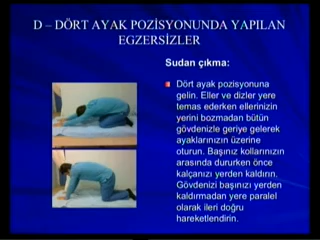 D – DÖRT AYAK POZİSYONUNDA YAPILAN
EGZERSİZLER
Sudan çıkma:
Dört ayak pozisyonuna
gelin. Eller ve dizler yere
temas ederken ellerinizin
yerini bozmadan bütün
gövdenizle geriye gelerek
ayaklarınızın üzerine
oturun. Başınız kollarınızın
arasında dururken önce
kalçanızı yerden kaldırın.
Gövdenizi başınızı yerden
kaldırmadan yere paralel
olarak ileri doğru
hareketlendirin.